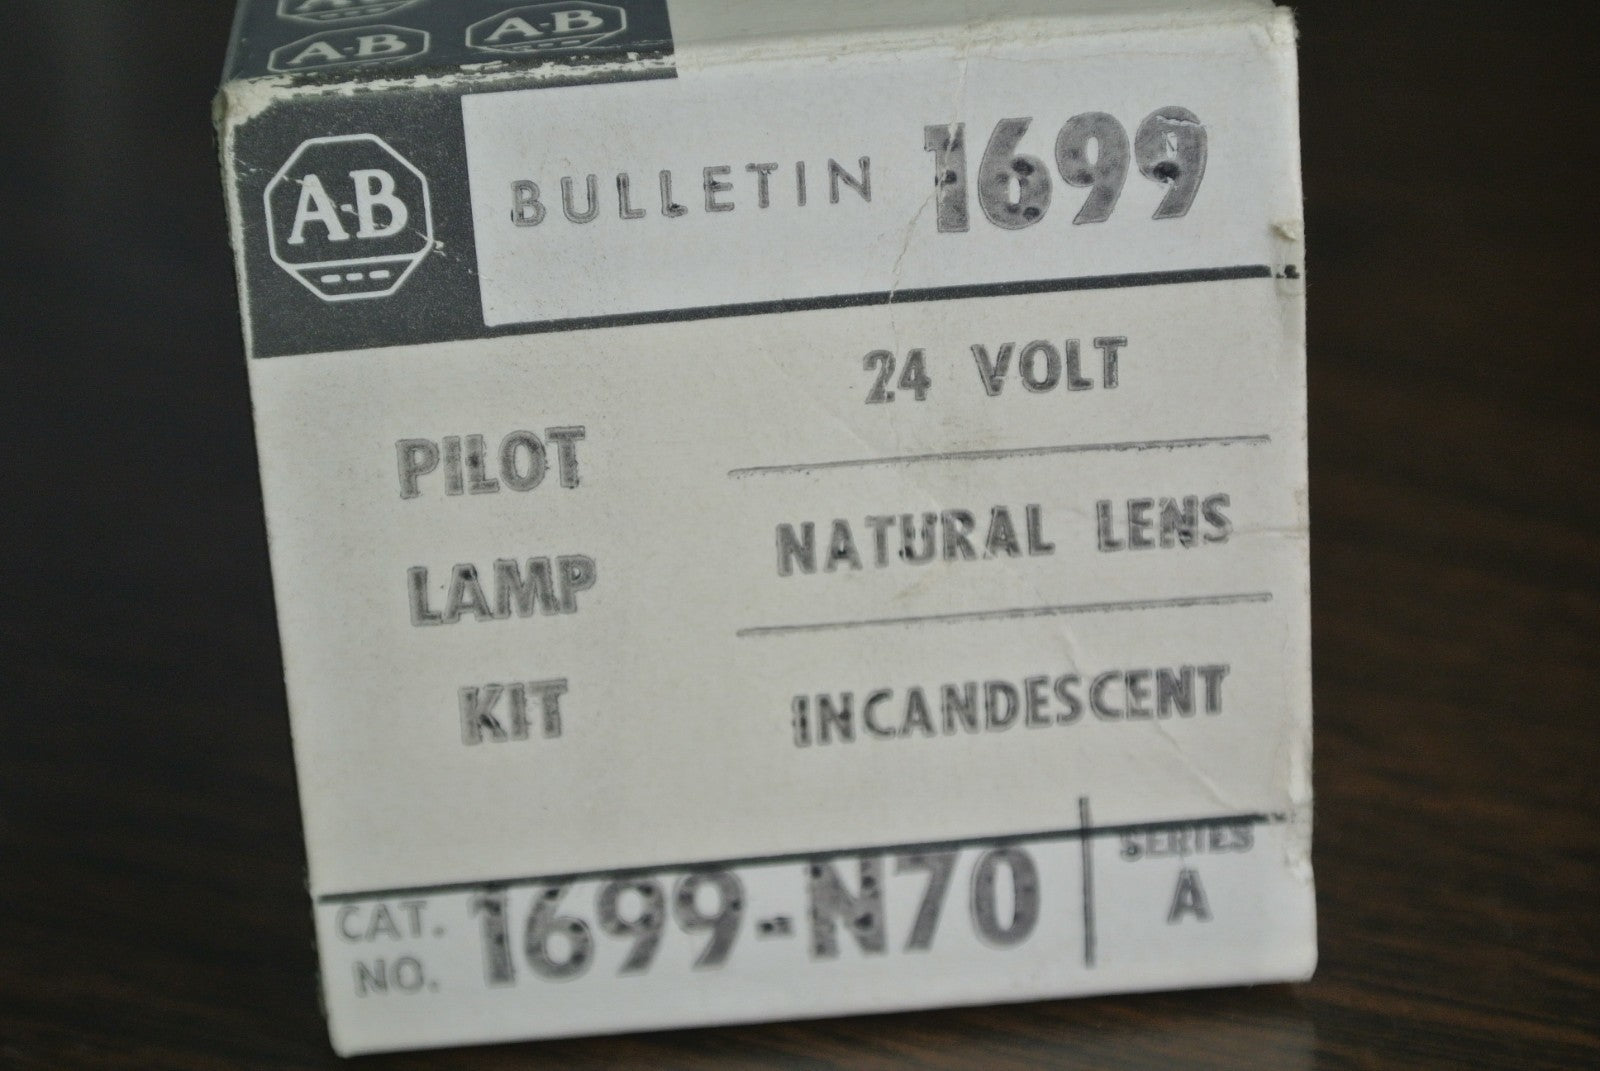 A-B
A-B A-B
A-B
BULLETIN 1699
24 VOLT
PILOT
LAMP
KIT
NATURAL LENS
INCANDESCENT
CAT. NO. 1699-N70
SERIES
A